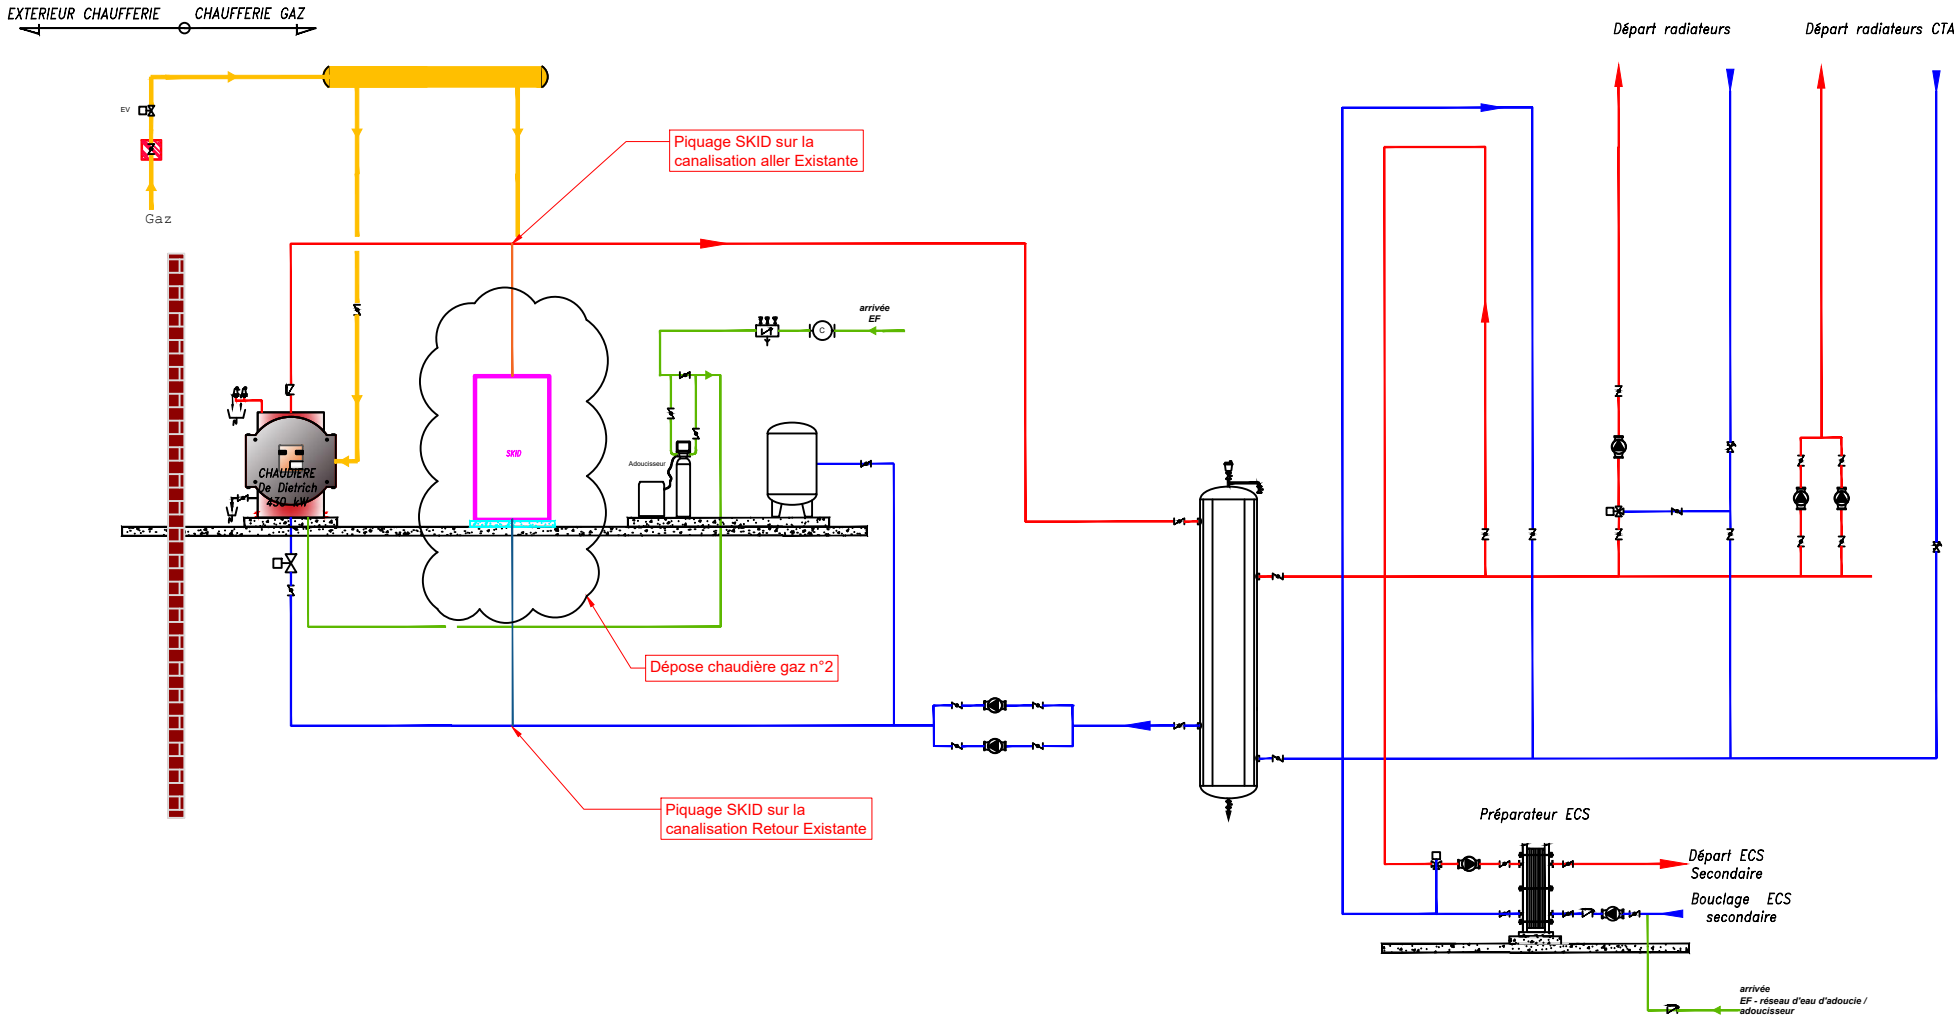 EXTERIEUR CHAUFFERIE
CHAUFFERIE GAZ
Départ radiateurs
Départ radiateurs CTA
EV
Gaz
Piquage SKID sur la
canalisation aller Existante
arrivée
EF
C
SKID
Adoucisseur
CHAUDIERE
De Dietrich
430 kW
Dépose chaudière gaz n°2
Piquage SKID sur la
canalisation Retour Existante
Préparateur ECS
Départ ECS
Secondaire
Bouclage ECS
secondaire
arrivée
EF - réseau d'eau d'adoucie /
adoucisseur